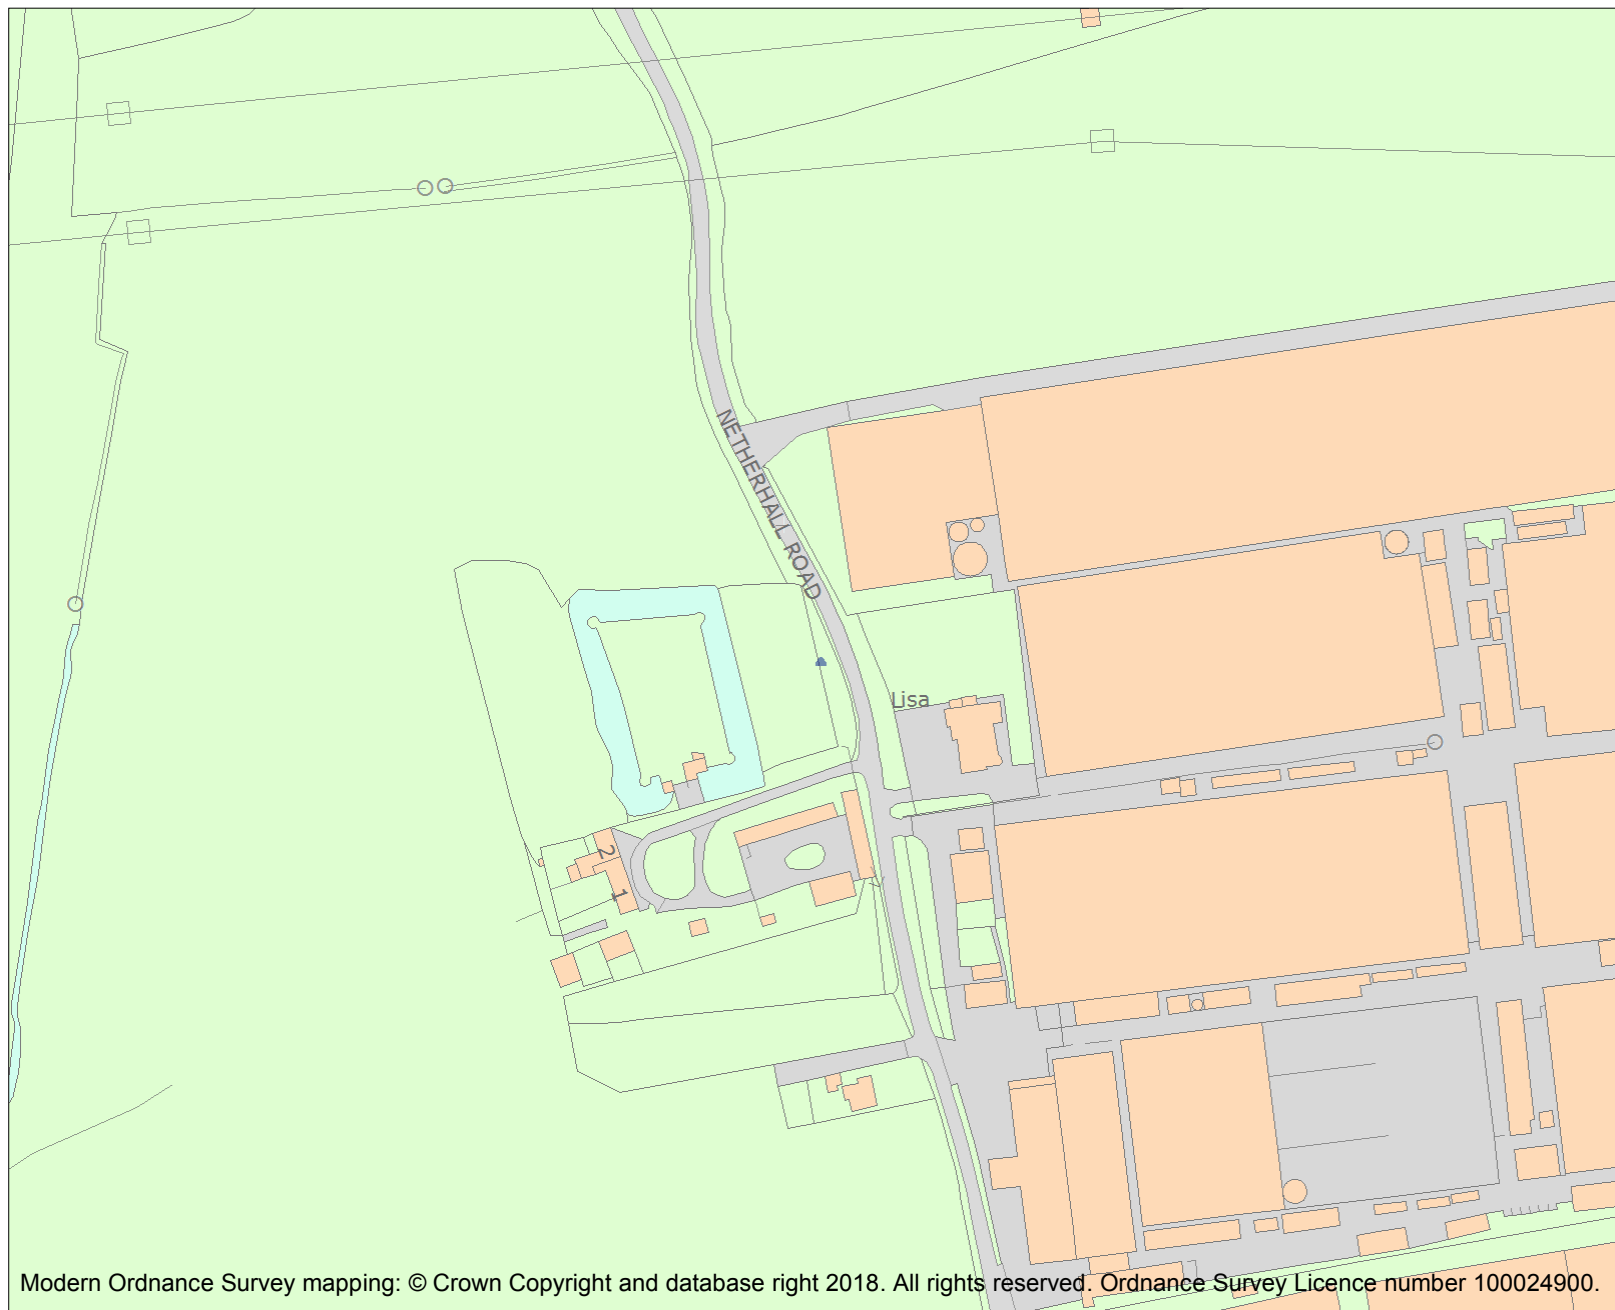 NETHERHALL ROAD
Lisa
2
1
Modern Ordnance Survey mapping: © Crown Copyright and database right 2018. All rights reserved. Ordnance Survey Licence number 100024900.